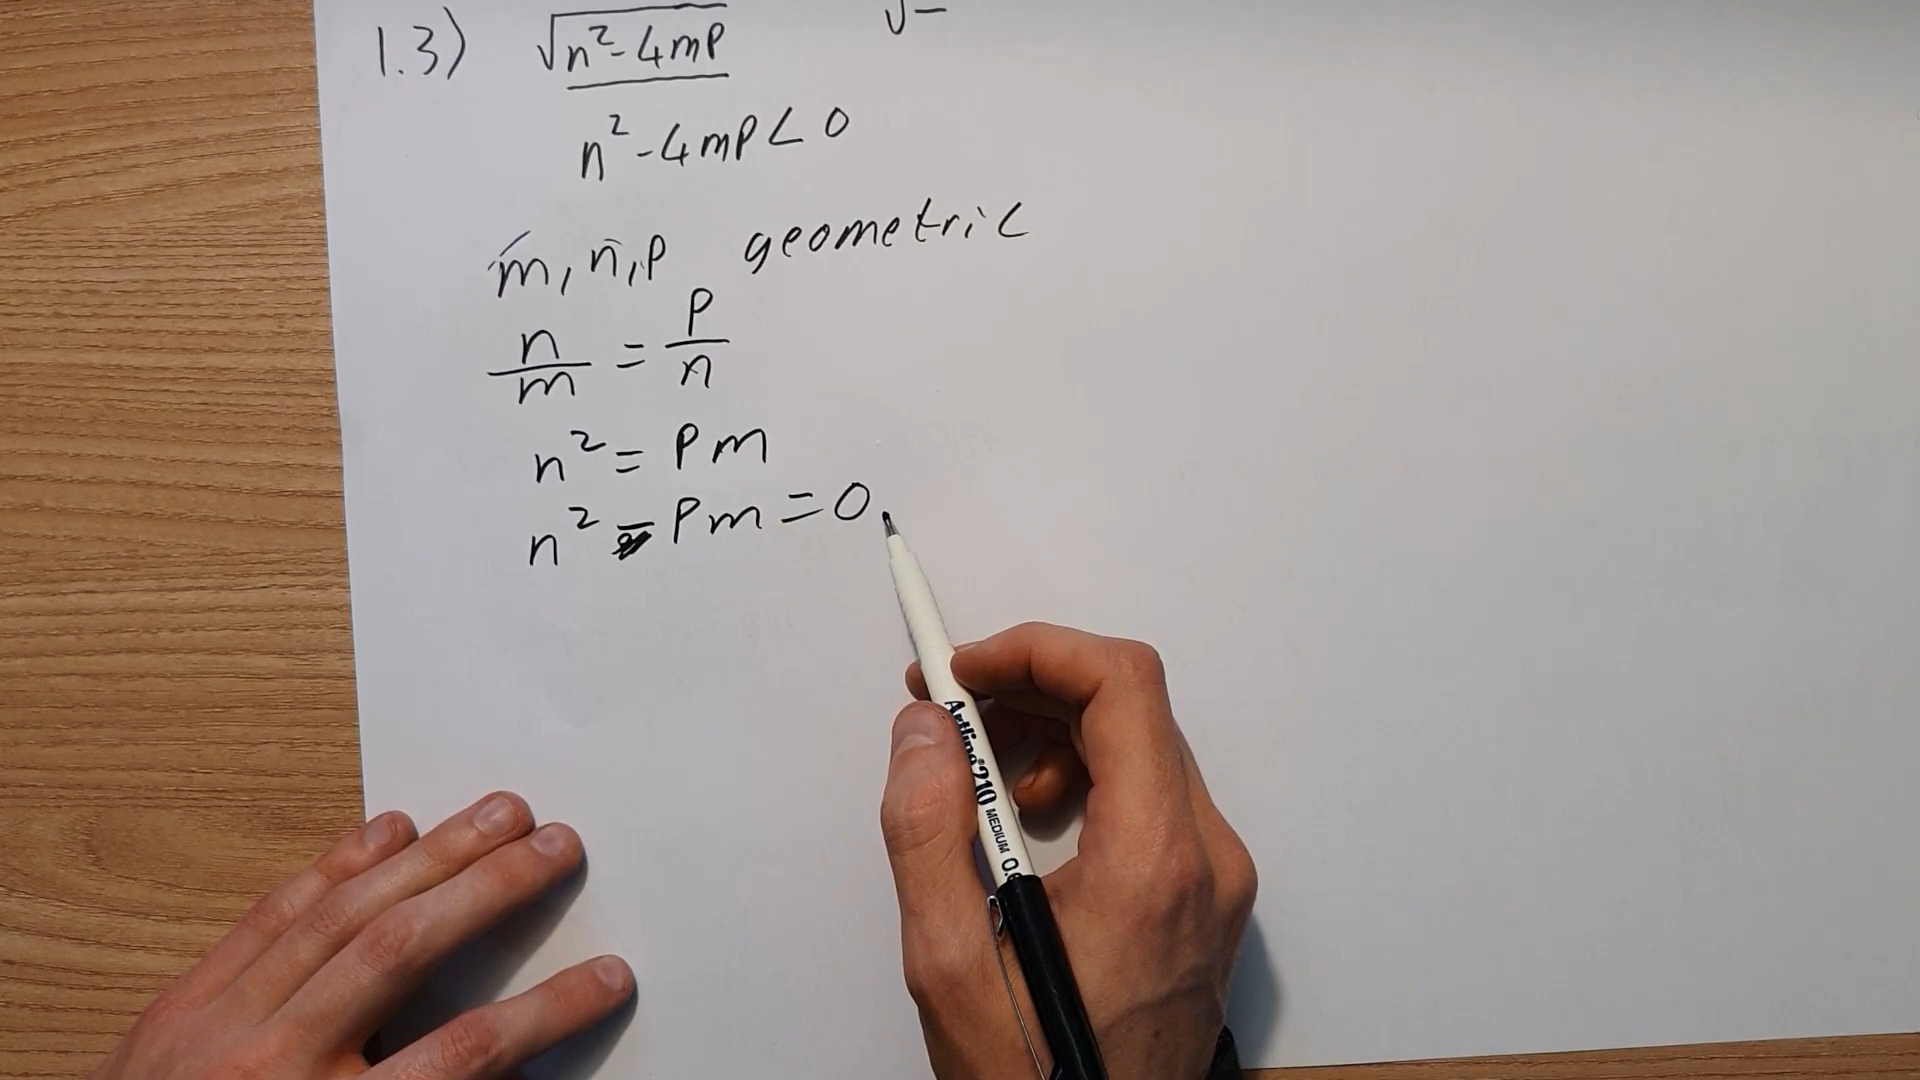 1.3) √n²-4mp √-
n²-4mp < 0
m, n, p geometric
n/m = p/n
n² = pm
n² - pm = 0
Artline 210 MEDIUM